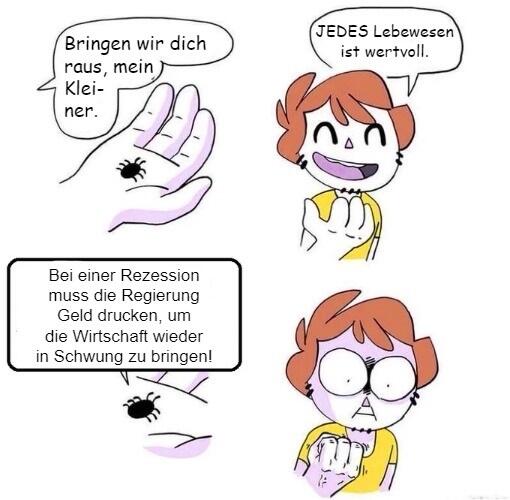 Bringen wir dich
raus, mein
Klei-
ner.
JEDES Lebewesen
ist wertvoll.
Bei einer Rezession
muss die Regierung
Geld drucken, um
die Wirtschaft wieder
in Schwung zu bringen!